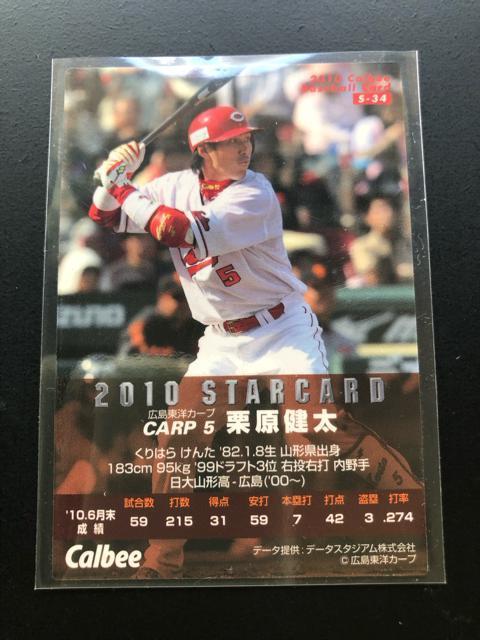 2010 Calbee
Baseball Card
S-34
5
2010 STARCARD
広島東洋カープ
CARP 5 栗原健太
くりはら けんた '82.1.8生 山形県出身
183cm 95kg '99ドラフト3位 右投右打 内野手
日大山形高-広島('00〜)
試合数 打数 得点 安打 本塁打 打点 盗塁 打率
'10.6月末成績 59 215 31 59 7 42 3 .274
Calbee
データ提供:データスタジアム株式会社
©広島東洋カープ